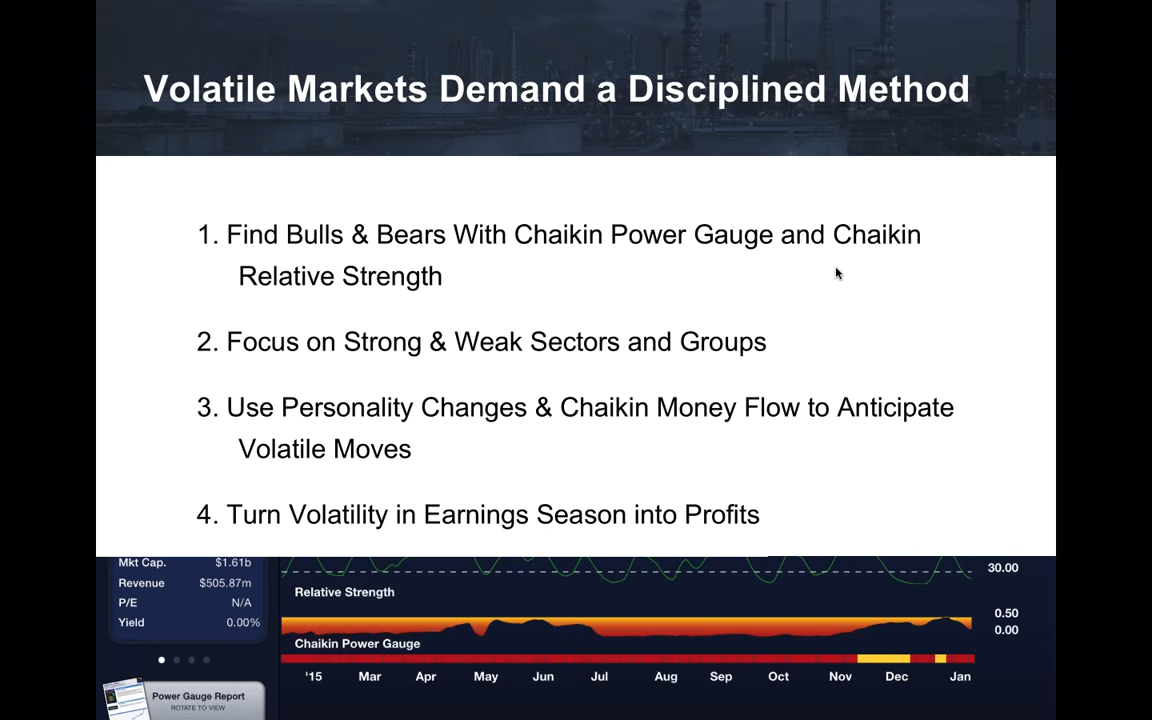 Volatile Markets Demand a Disciplined Method
1. Find Bulls & Bears With Chaikin Power Gauge and Chaikin
Relative Strength
2. Focus on Strong & Weak Sectors and Groups
3. Use Personality Changes & Chaikin Money Flow to Anticipate
Volatile Moves
4. Turn Volatility in Earnings Season into Profits
Mkt Cap. $1.61b
Revenue $505.87m
P/E N/A
Yield 0.00%
30.00
Relative Strength
0.50
0.00
Chaikin Power Gauge
'15 Mar Apr May Jun Jul Aug Sep Oct Nov Dec Jan
Power Gauge Report
ROTATE TO VIEW